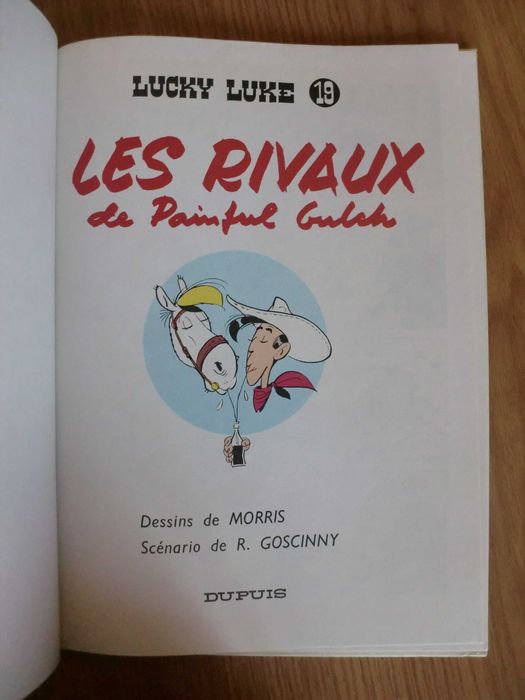 LUCKY LUKE 19
LES RIVAUX
de Painful Gulch
Dessins de MORRIS
Scénario de R. GOSCINNY
DUPUIS